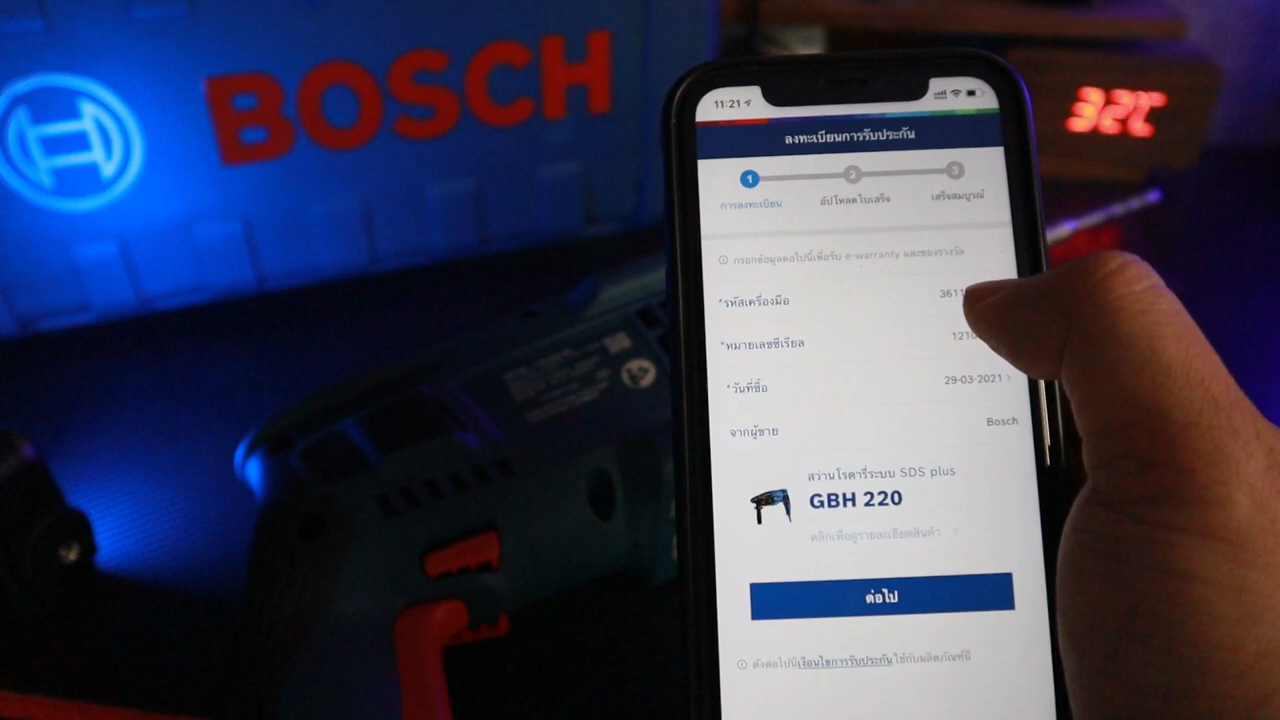 BOSCH
32℃
11:21
ลงทะเบียนการรับประกัน
1 2 3
การลงทะเบียน อัปโหลดใบเสร็จ เสร็จสมบูรณ์
กรอกข้อมูลต่อไปนี้เพื่อรับ e-warranty และของรางวัล
*รหัสเครื่องมือ 3611
*หมายเลขซีเรียล 1210
*วันที่ซื้อ 29-03-2021
จากผู้ขาย Bosch
สว่านโรตารี่ระบบ SDS plus
GBH 220
คลิกเพื่อดูรายละเอียดสินค้า
ต่อไป
ดังต่อไปนี้เงื่อนไขการรับประกัน ใช้กับผลิตภัณฑ์นี้